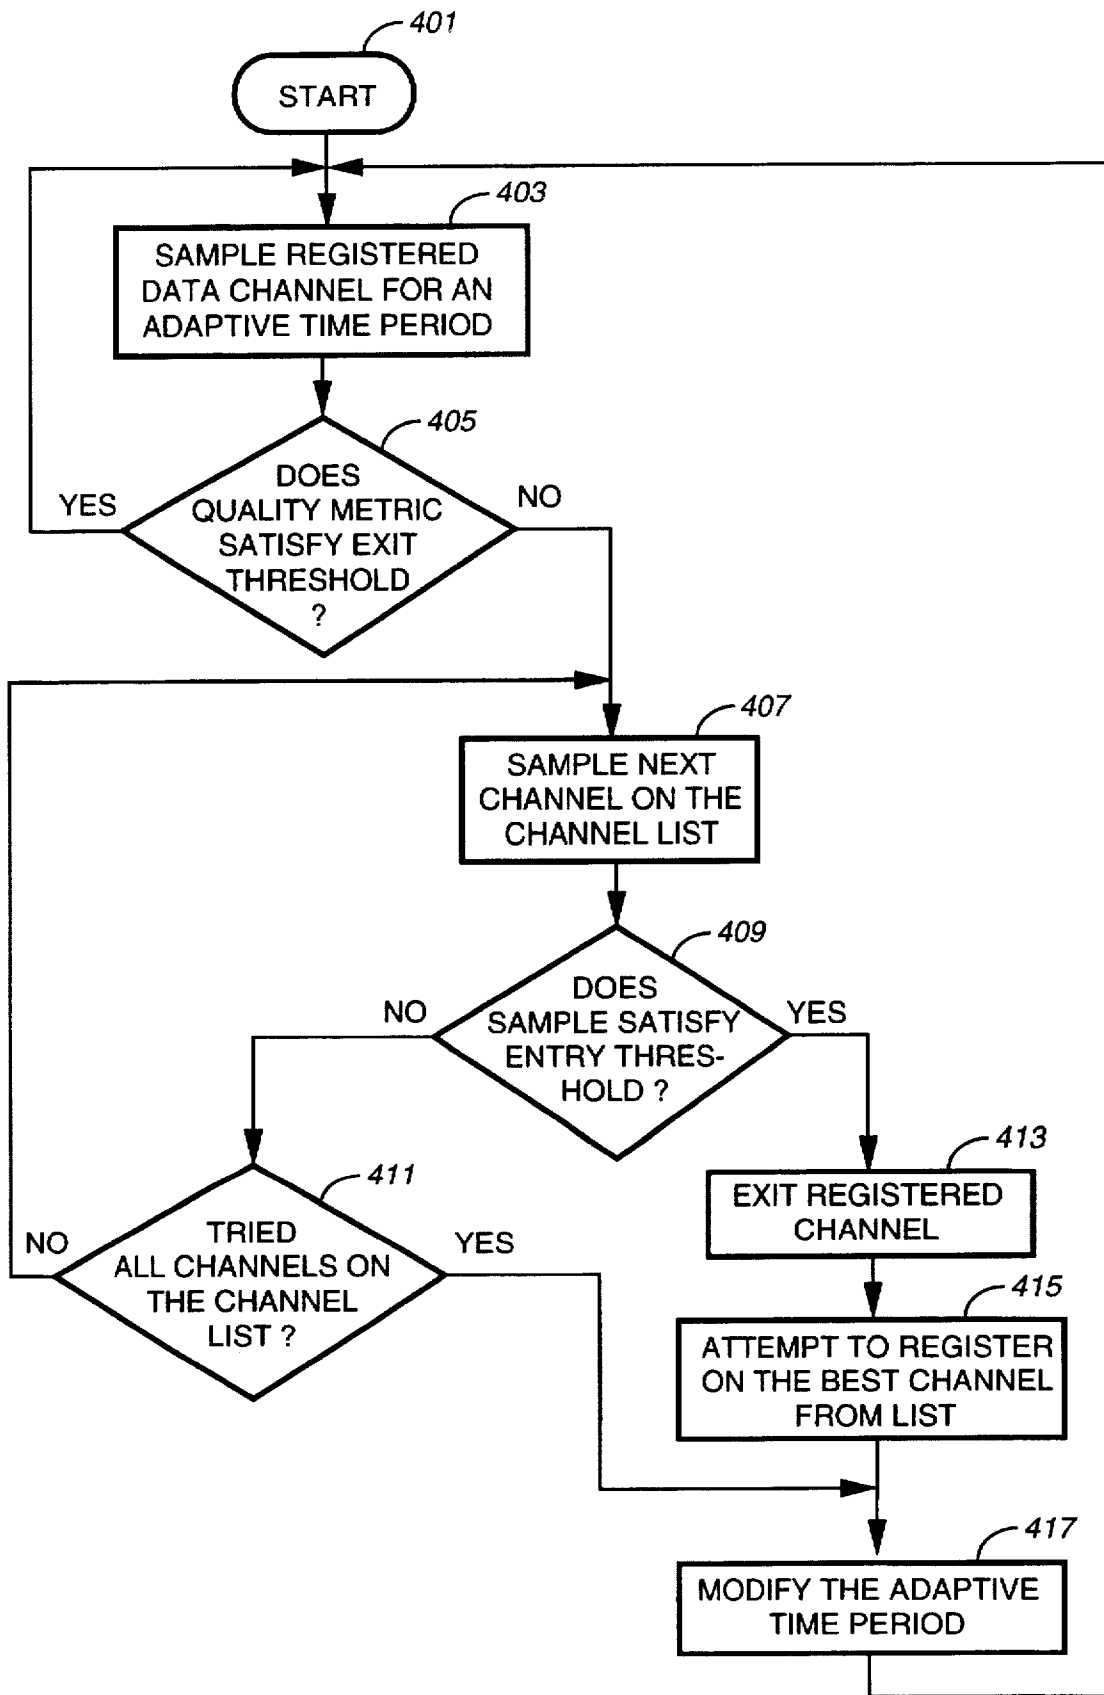 401
START
403
SAMPLE REGISTERED
DATA CHANNEL FOR AN
ADAPTIVE TIME PERIOD
405
DOES
QUALITY METRIC
SATISFY EXIT
THRESHOLD
?
YES
NO
407
SAMPLE NEXT
CHANNEL ON THE
CHANNEL LIST
409
DOES
SAMPLE SATISFY
ENTRY THRES-
HOLD ?
NO
YES
411
TRIED
ALL CHANNELS ON
THE CHANNEL
LIST ?
NO
YES
413
EXIT REGISTERED
CHANNEL
415
ATTEMPT TO REGISTER
ON THE BEST CHANNEL
FROM LIST
417
MODIFY THE ADAPTIVE
TIME PERIOD